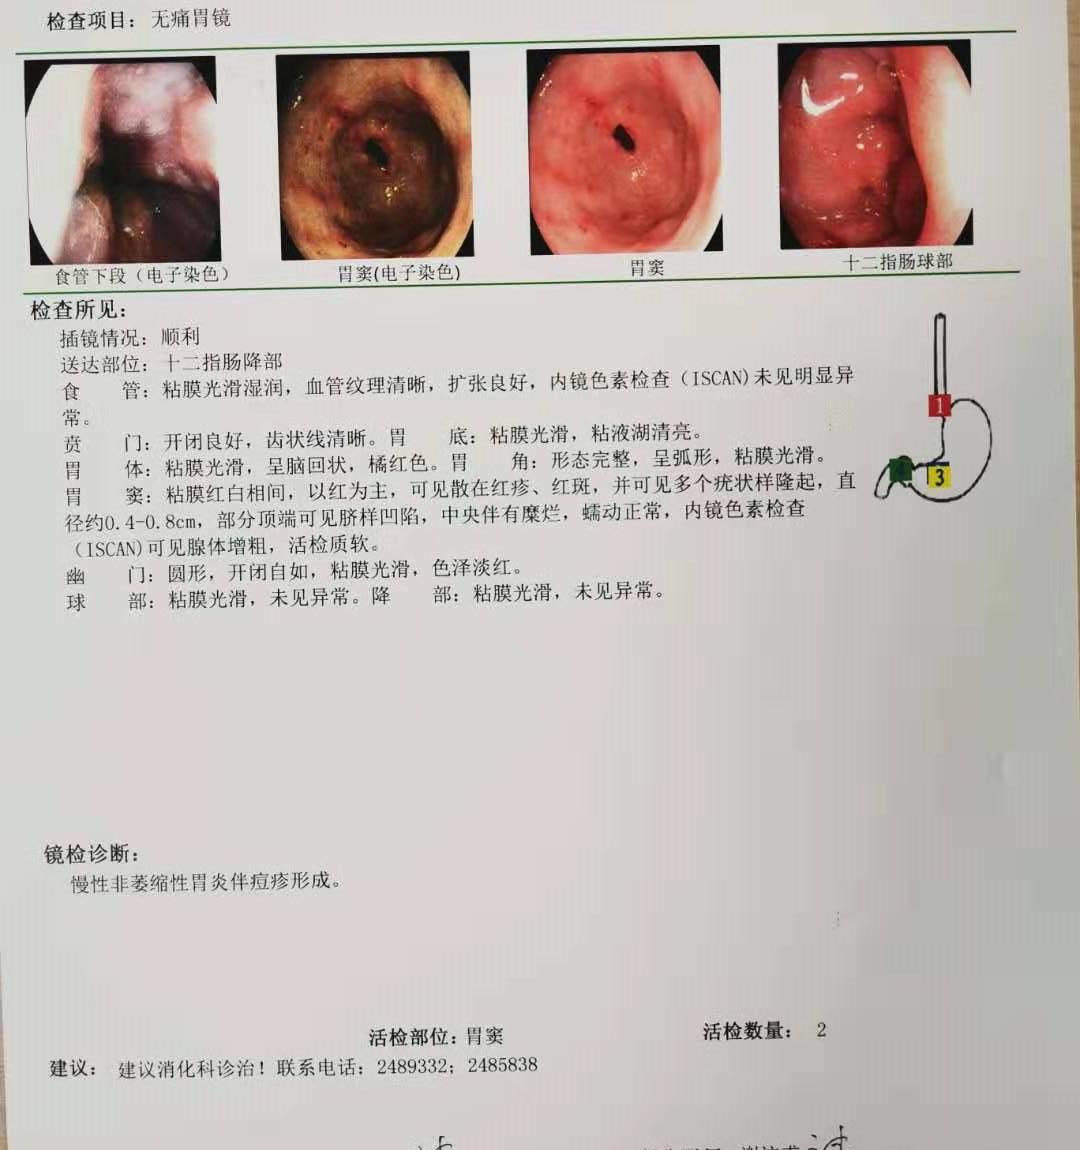 检查项目：无痛胃镜
食管下段（电子染色） 胃窦(电子染色) 胃窦 十二指肠球部
检查所见：
插镜情况：顺利
送达部位：十二指肠降部
食 管：粘膜光滑湿润，血管纹理清晰，扩张良好，内镜色素检查（ISCAN)未见明显异
常。
贲 门：开闭良好，齿状线清晰。胃 底：粘膜光滑，粘液湖清亮。
胃 体：粘膜光滑，呈脑回状，橘红色。胃 角：形态完整，呈弧形，粘膜光滑。
胃 窦：粘膜红白相间，以红为主，可见散在红疹、红斑，并可见多个疣状样隆起，直
径约0.4-0.8cm，部分顶端可见脐样凹陷，中央伴有糜烂，蠕动正常，内镜色素检查
（ISCAN)可见腺体增粗，活检质软。
幽 门：圆形，开闭自如，粘膜光滑，色泽淡红。
球 部：粘膜光滑，未见异常。降 部：粘膜光滑，未见异常。
1
4
3
镜检诊断：
慢性非萎缩性胃炎伴痘疹形成。
活检部位：胃窦 活检数量： 2
建议： 建议消化科诊治！联系电话：2489332；2485838